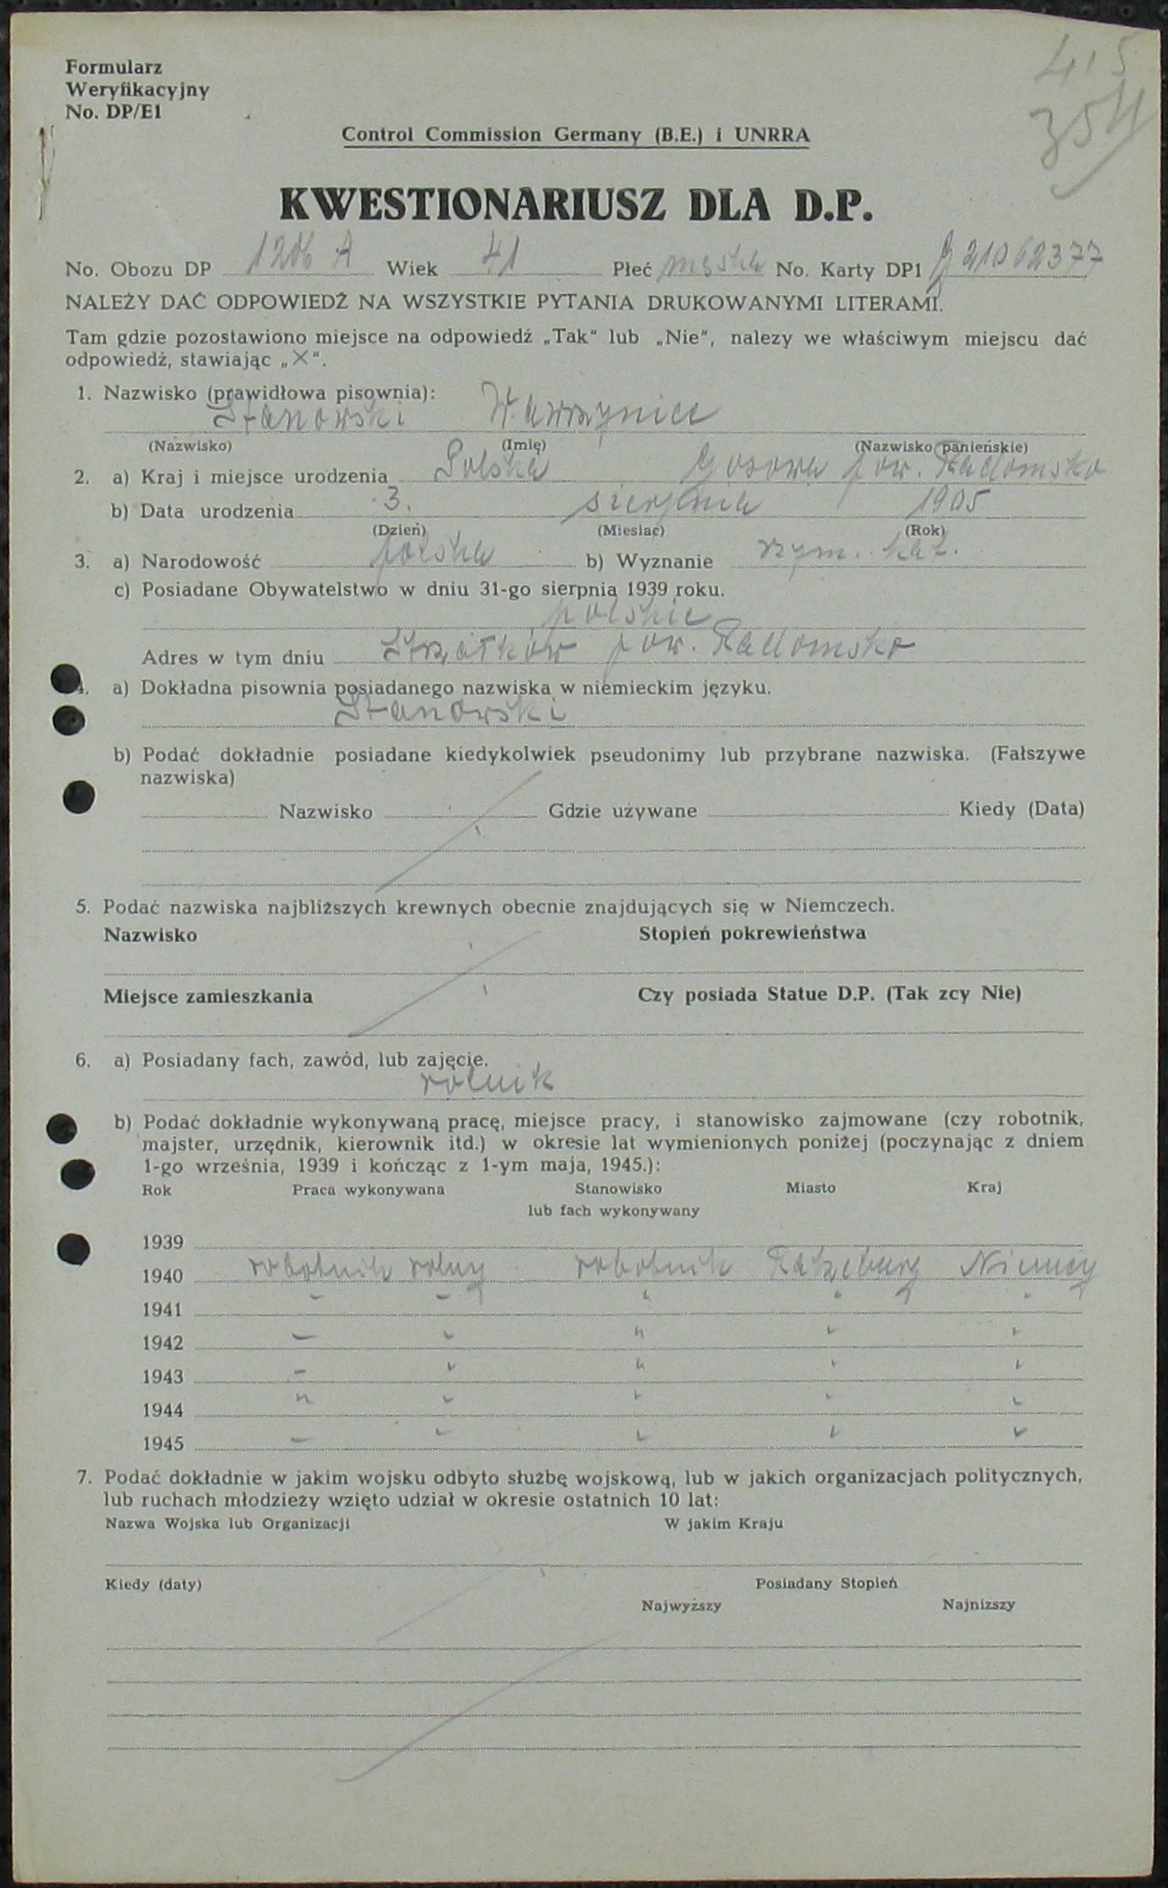 Formularz
Weryfikacyjny
No. DP/E1
415
354
Control Commission Germany (B.E.) i UNRRA
KWESTIONARIUSZ DLA D.P.
No. Obozu DP 1206 A Wiek 41 Płeć męska No. Karty DP1 G21062377
NALEŻY DAĆ ODPOWIEDŹ NA WSZYSTKIE PYTANIA DRUKOWANYMI LITERAMI.
Tam gdzie pozostawiono miejsce na odpowiedź „Tak" lub „Nie", nalezy we właściwym miejscu dać
odpowiedź, stawiając „X".
1. Nazwisko (prawidłowa pisownia):
Stanowski Wawrzyniec
(Nazwisko) (Imię) (Nazwisko panieńskie)
2. a) Kraj i miejsce urodzenia Polska pow. Radomsko
b) Data urodzenia 3. sierpnia 1905
(Dzień) (Miesiąc) (Rok)
3. a) Narodowość polska b) Wyznanie rzym. kat.
c) Posiadane Obywatelstwo w dniu 31-go sierpnia 1939 roku.
polskie
Adres w tym dniu Strzałków pow. Radomsko
4. a) Dokładna pisownia posiadanego nazwiska w niemieckim języku.
Stanowski
b) Podać dokładnie posiadane kiedykolwiek pseudonimy lub przybrane nazwiska. (Fałszywe
nazwiska)
Nazwisko Gdzie używane Kiedy (Data)
5. Podać nazwiska najbliższych krewnych obecnie znajdujących się w Niemczech.
Nazwisko Stopień pokrewieństwa
Miejsce zamieszkania Czy posiada Statue D.P. (Tak zcy Nie)
6. a) Posiadany fach, zawód, lub zajęcie.
rolnik
b) Podać dokładnie wykonywaną pracę, miejsce pracy, i stanowisko zajmowane (czy robotnik,
majster, urzędnik, kierownik itd.) w okresie lat wymienionych poniżej (poczynając z dniem
1-go września, 1939 i kończąc z 1-ym maja, 1945.):
Rok Praca wykonywana Stanowisko Miasto Kraj
lub fach wykonywany
1939
1940 robotnik rolny robotnik Ratzeburg Niemcy
1941 " " " " "
1942 " " " " "
1943 " " " " "
1944 " " " " "
1945 " " " " "
7. Podać dokładnie w jakim wojsku odbyto służbę wojskową, lub w jakich organizacjach politycznych,
lub ruchach młodzieży wzięto udział w okresie ostatnich 10 lat:
Nazwa Wojska lub Organizacji W jakim Kraju
Kiedy (daty) Posiadany Stopień
Najwyższy Najniższy